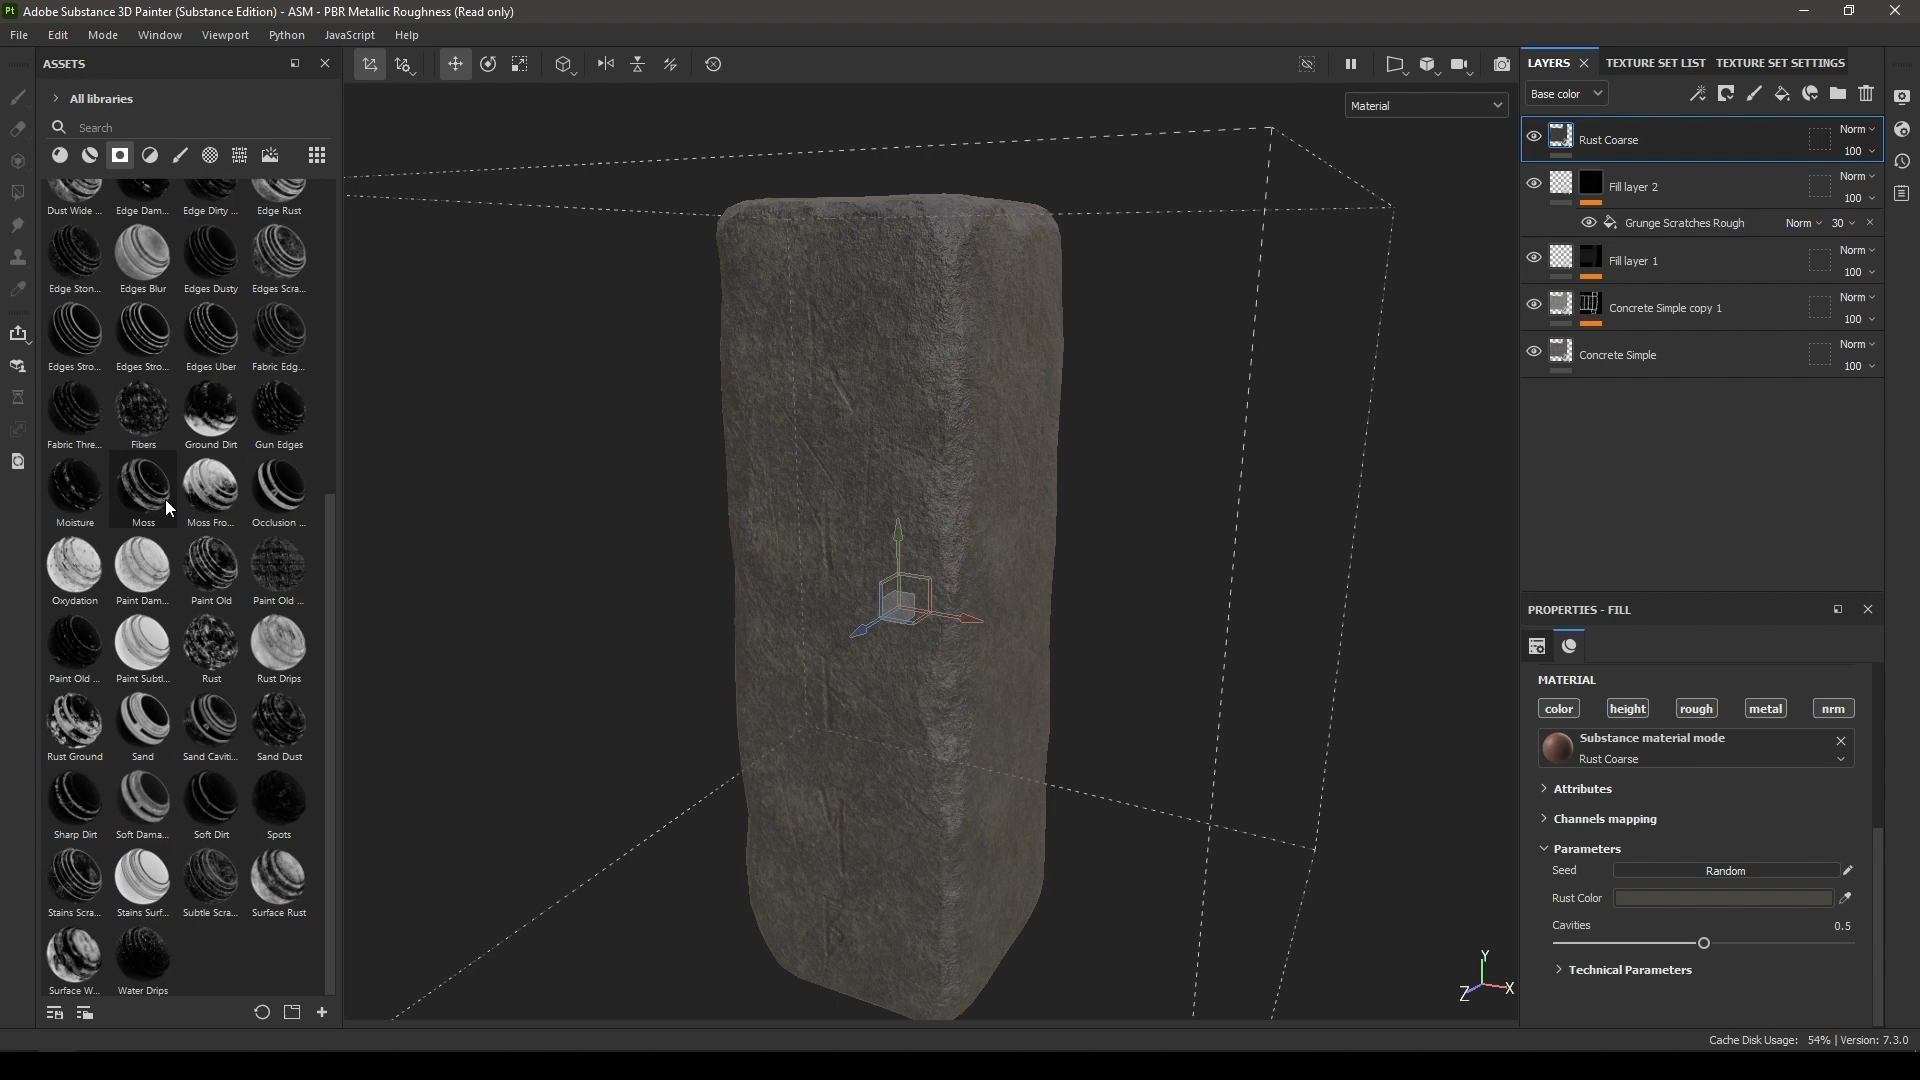 Pt Adobe Substance 3D Painter (Substance Edition) - ASM - PBR Metallic Roughness (Read only)
File Edit Mode Window Viewport Python JavaScript Help
ASSETS
All libraries
Search
Dust Wide ... Edge Dam... Edge Dirty ... Edge Rust
Edge Ston... Edges Blur Edges Dusty Edges Scra...
Edges Stro... Edges Stro... Edges Uber Fabric Edg...
Fabric Thre... Fibers Ground Dirt Gun Edges
Moisture Moss Moss Fro... Occlusion ...
Oxydation Paint Dam... Paint Old Paint Old ...
Paint Old ... Paint Subtl... Rust Rust Drips
Rust Ground Sand Sand Caviti... Sand Dust
Sharp Dirt Soft Dama... Soft Dirt Spots
Stains Scra... Stains Surf... Subtle Scra... Surface Rust
Surface W... Water Drips
Material
Y
Z X
LAYERS TEXTURE SET LIST TEXTURE SET SETTINGS
Base color
Rust Coarse Norm 100
Fill layer 2 Norm 100
Grunge Scratches Rough Norm 30
Fill layer 1 Norm 100
Concrete Simple copy 1 Norm 100
Concrete Simple Norm 100
PROPERTIES - FILL
MATERIAL
color height rough metal nrm
Substance material mode
Rust Coarse
Attributes
Channels mapping
Parameters
Seed Random
Rust Color
Cavities 0.5
Technical Parameters
Cache Disk Usage: 54% | Version: 7.3.0